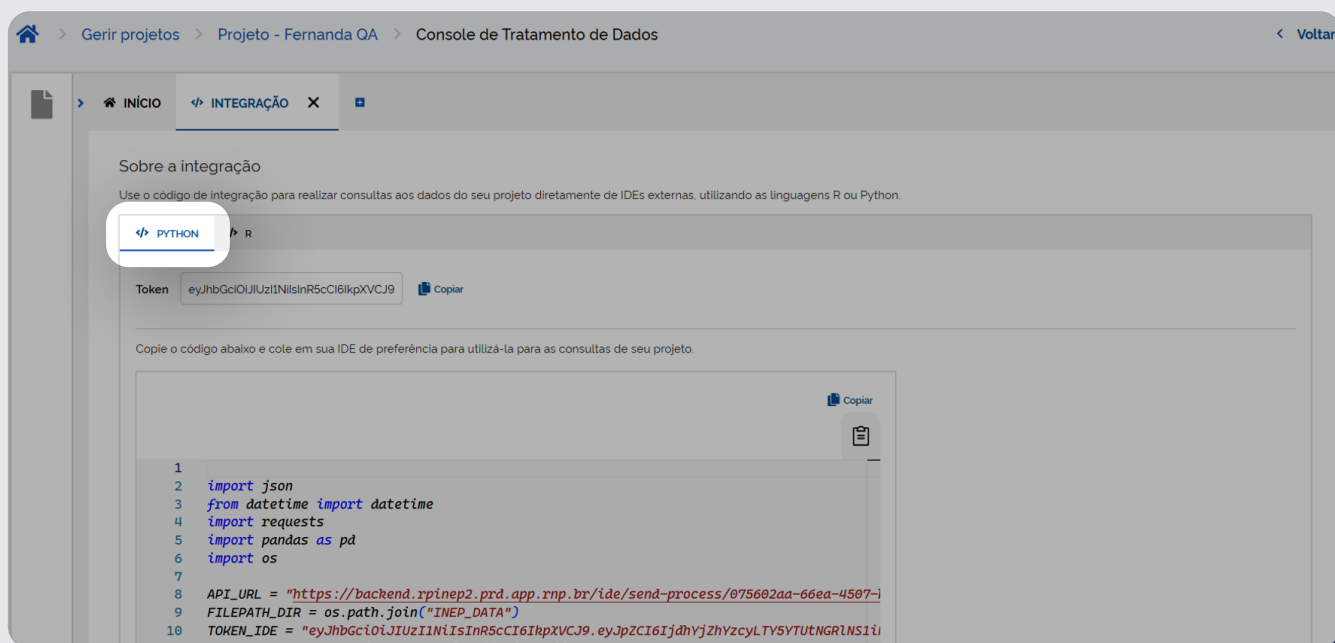 Gerir projetos > Projeto - Fernanda QA > Console de Tratamento de Dados
< Voltar
> INÍCIO </> INTEGRAÇÃO X +
Sobre a integração
Use o código de integração para realizar consultas aos dados do seu projeto diretamente de IDEs externas, utilizando as linguagens R ou Python.
</> PYTHON /> R
Token eyJhbGciOiJIUzI1NiIsInR5cCI6IkpXVCJ9 Copiar
Copie o código abaixo e cole em sua IDE de preferência para utilizá-la para as consultas de seu projeto.
Copiar
1
2 import json
3 from datetime import datetime
4 import requests
5 import pandas as pd
6 import os
7
8 API_URL = "https://backend.rpinep2.prd.app.rnp.br/ide/send-process/075602aa-66ea-4507-
9 FILEPATH_DIR = os.path.join("INEP_DATA")
10 TOKEN_IDE = "eyJhbGciOiJIUzI1NiIsInR5cCI6IkpXVCJ9.eyJpZCI6IjdhYjZhYzcyLTY5YTUtNGRlNS1i